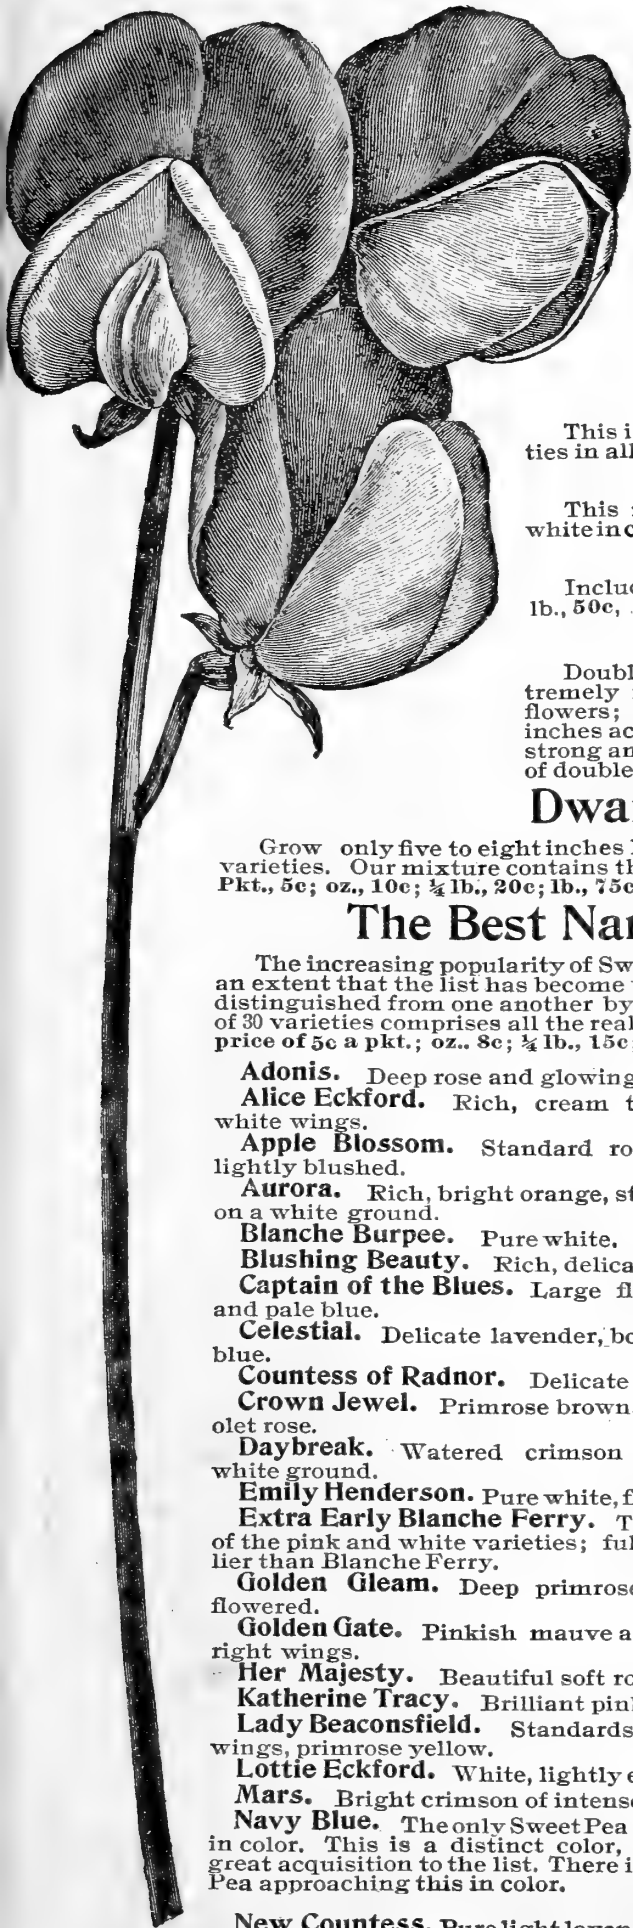 This i
ties in all
This
white in c
Includ
lb., 50c,
Doubl
tremely
flowers;
inches ac
strong an
of double
Dwa
Grow only five to eight inches
varieties. Our mixture contains th
Pkt., 5c; oz., 10c; ¼ lb., 20c; lb., 75c
The Best Na
The increasing popularity of Sw
an extent that the list has become
distinguished from one another by
of 30 varieties comprises all the real
price of 5c a pkt.; oz.. 8c; ¼ lb., 15c
Adonis. Deep rose and glowing
Alice Eckford. Rich, cream t
white wings.
Apple Blossom. Standard ro
lightly blushed.
Aurora. Rich, bright orange, st
on a white ground.
Blanche Burpee. Pure white.
Blushing Beauty. Rich, delica
Captain of the Blues. Large fl
and pale blue.
Celestial. Delicate lavender, bo
blue.
Countess of Radnor. Delicate
Crown Jewel. Primrose brown,
olet rose.
Daybreak. Watered crimson
white ground.
Emily Henderson. Pure white, f
Extra Early Blanche Ferry. T
of the pink and white varieties; ful
lier than Blanche Ferry.
Golden Gleam. Deep primrose
flowered.
Golden Gate. Pinkish mauve a
right wings.
Her Majesty. Beautiful soft ro
Katherine Tracy. Brilliant pin
Lady Beaconsfield. Standards
wings, primrose yellow.
Lottie Eckford. White, lightly e
Mars. Bright crimson of intens
Navy Blue. The only Sweet Pea
in color. This is a distinct color,
great acquisition to the list. There i
Pea approaching this in color.
New Countess. Pure light laven